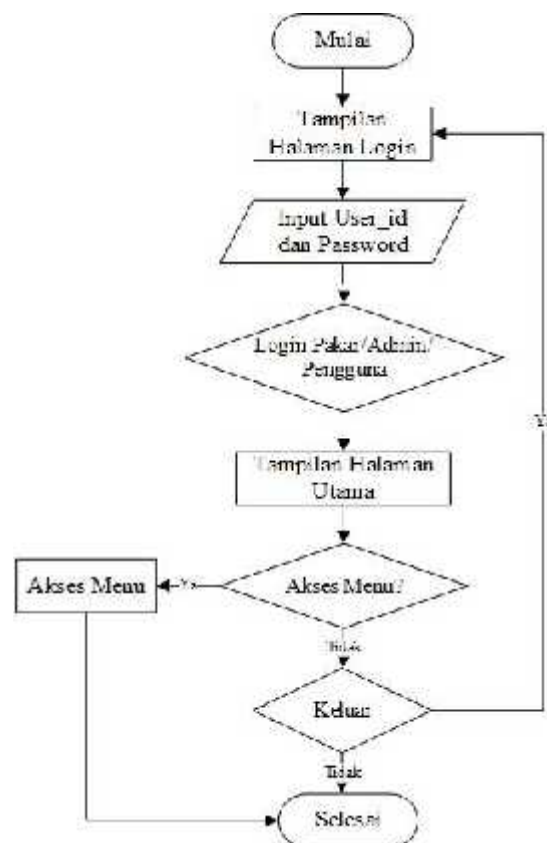 Mulai
Tampilan
Halaman Login
Input User_id
dan Password
Login Pakar/Admin/
Pengguna
Tampilan Halaman
Utama
Akses Menu?
Ya
Akses Menu
Tidak
Keluar
Tidak
Selesai